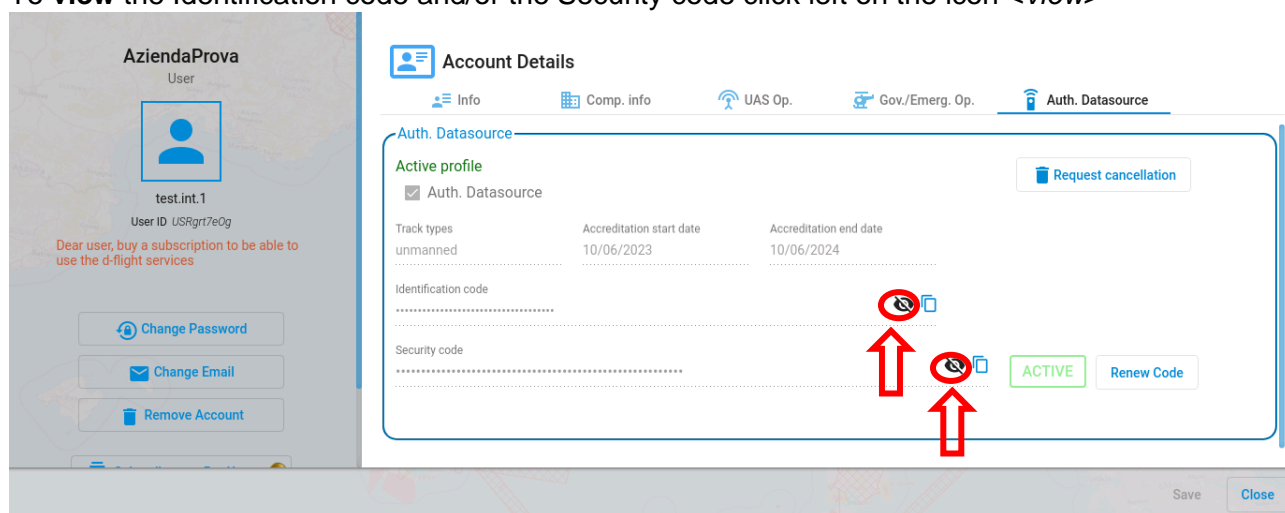 To view the Identification code and/or the Security code click left on the icon <view>
AziendaProva
User
test.int.1
User ID USRgrt7eOg
Dear user, buy a subscription to be able to
use the d-flight services
Change Password
Change Email
Remove Account
Account Details
Info
Comp. info
UAS Op.
Gov./Emerg. Op.
Auth. Datasource
Auth. Datasource
Active profile
Auth. Datasource
Request cancellation
Track types
Accreditation start date
Accreditation end date
unmanned
10/06/2023
10/06/2024
Identification code
Security code
ACTIVE
Renew Code
Save
Close